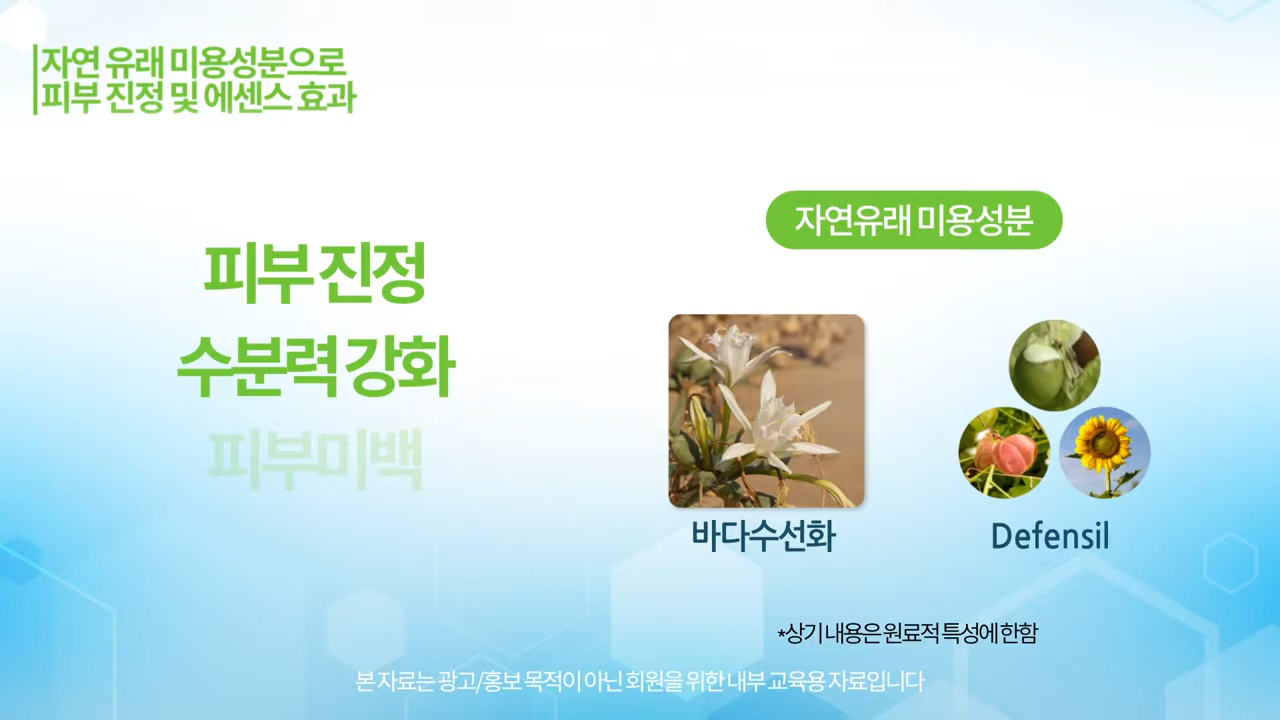 자연 유래 미용성분으로
피부 진정 및 에센스 효과
자연유래 미용성분
피부 진정
수분력 강화
피부미백
바다수선화
Defensil
*상기 내용은 원료적 특성에 한함
본 자료는 광고/홍보 목적이 아닌 회원을 위한 내부 교육용 자료입니다